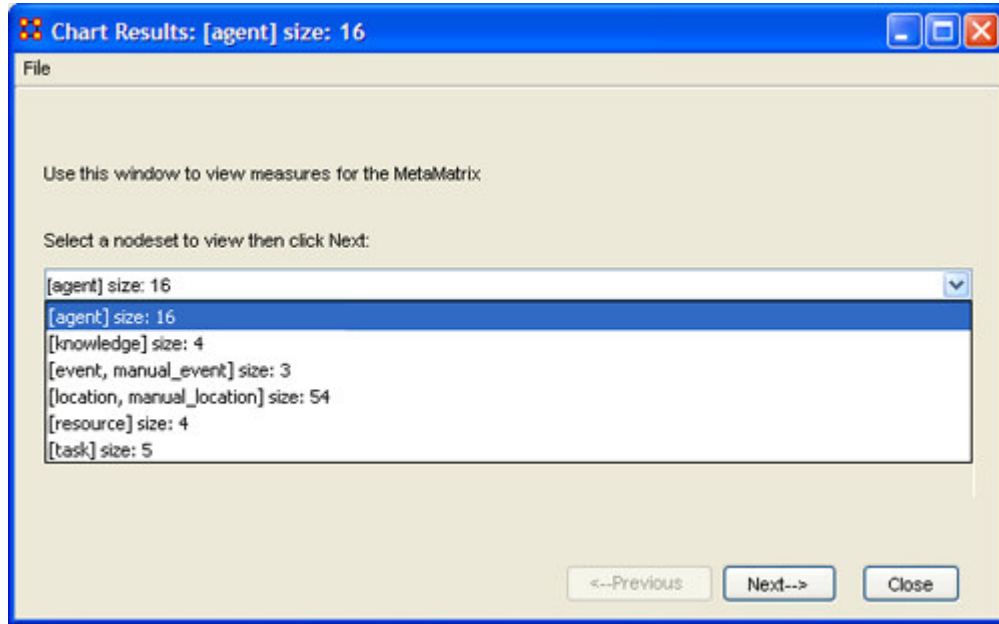 Chart Results: [agent] size: 16
File
Use this window to view measures for the MetaMatrix
Select a nodeset to view then click Next:
[agent] size: 16
[agent] size: 16
[knowledge] size: 4
[event, manual_event] size: 3
[location, manual_location] size: 54
[resource] size: 4
[task] size: 5
<--Previous Next--> Close